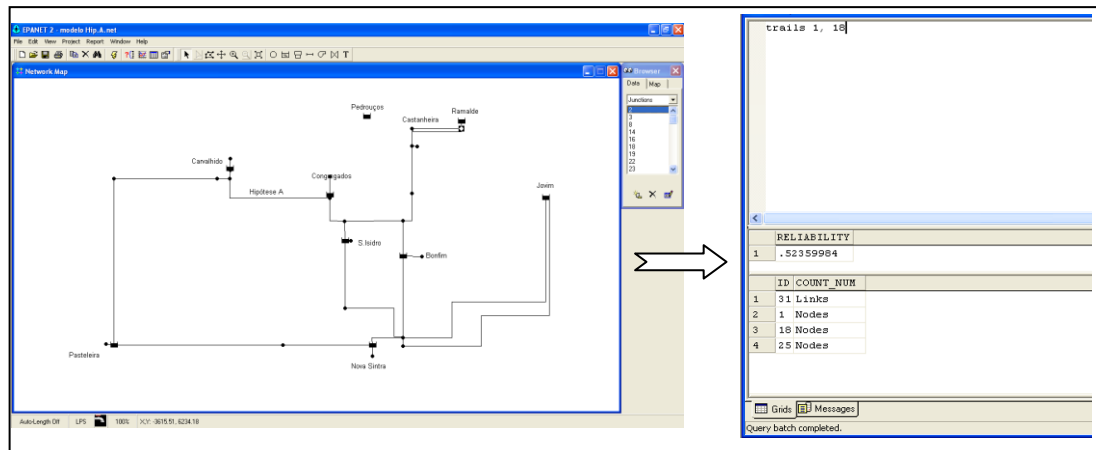 EPANET 2 - modelo Hip.A.net
File Edit View Project Report Window Help
T
Network Map
Browser
Data Map
Junctions
2
3
8
14
16
18
19
22
23
Pedrouços
Ramalde
Castanheira
Carvalhido
Congregados
Hipótese A
Jovim
S.Isidro
Bonfim
Pasteleira
Nova Sintra
Auto-Length Off LPS 100% X,Y: -3615.51, 6234.18
trails 1, 18
RELIABILITY
1 .52359984
ID COUNT_NUM
1 31 Links
2 1 Nodes
3 18 Nodes
4 25 Nodes
Grids Messages
Query batch completed.